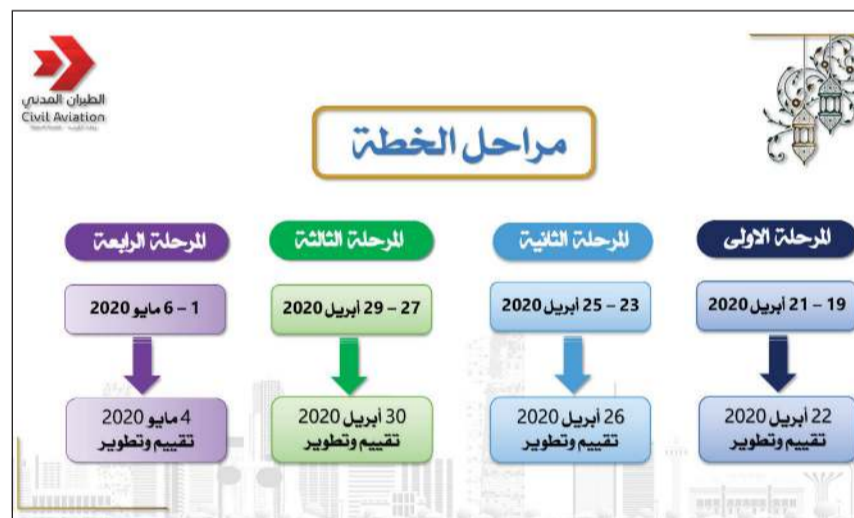 الطيران المدني
Civil Aviation
مراحل الخطة
المرحلة الاولى
19 – 21 أبريل 2020
22 أبريل 2020
تقييم وتطوير
المرحلة الثانية
23 – 25 أبريل 2020
26 أبريل 2020
تقييم وتطوير
المرحلة الثالثة
27 – 29 أبريل 2020
30 أبريل 2020
تقييم وتطوير
المرحلة الرابعة
1 – 6 مايو 2020
4 مايو 2020
تقييم وتطوير